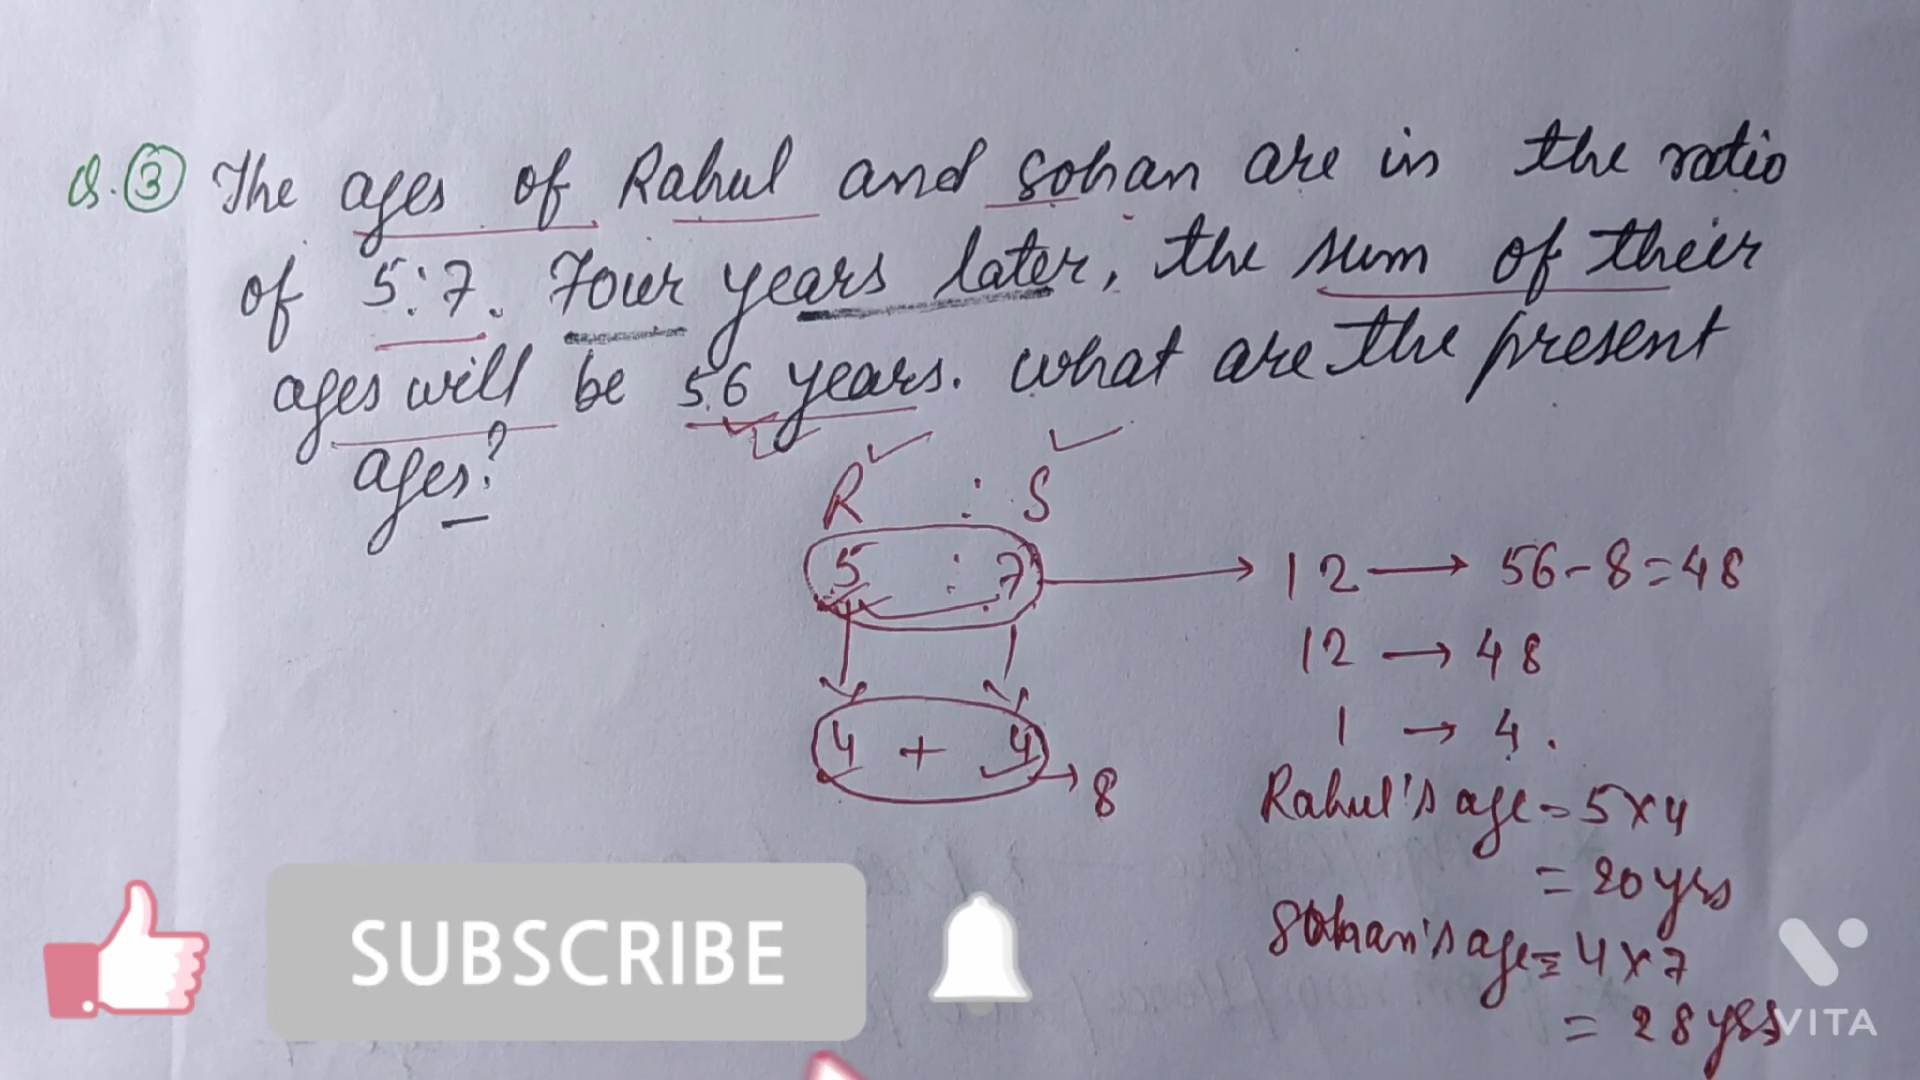 Q.③ The ages of Rahul and Sohan are in the ratio
of 5:7. Four years later, the sum of their
ages will be 56 years. what are the present
ages?
R : S
5 : 7 → 12 → 56-8=48
12 → 48
1 → 4.
4 + 4 → 8
Rahul's age = 5×4
= 20 yrs
Sohan's age = 4×7
= 28 yrs
SUBSCRIBE
VITA